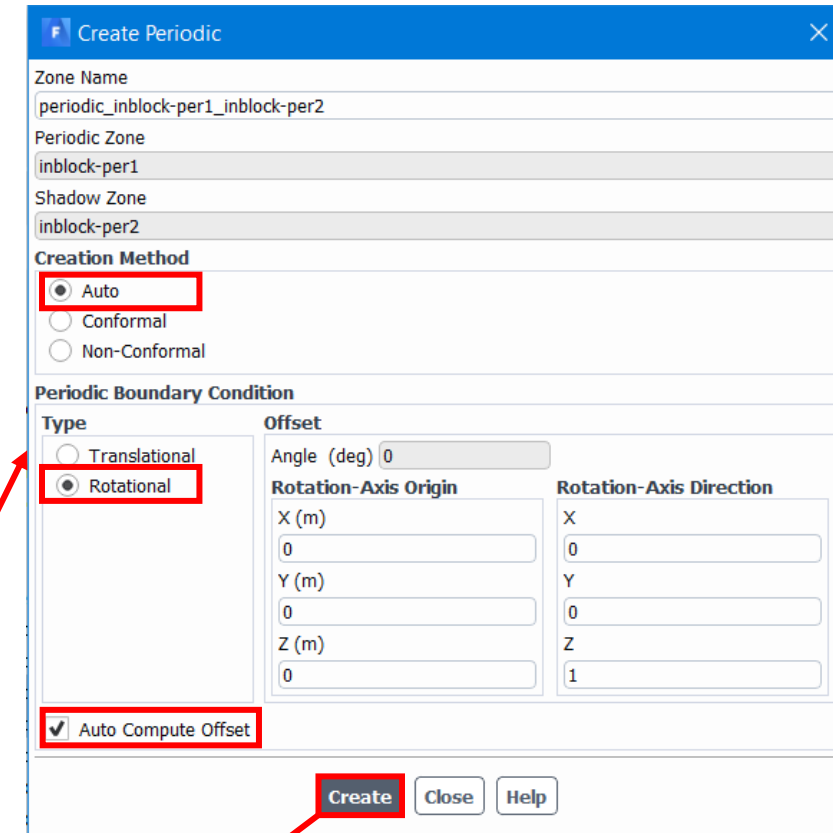 F Create Periodic
Zone Name
periodic_inblock-per1_inblock-per2
Periodic Zone
inblock-per1
Shadow Zone
inblock-per2
Creation Method
Auto
Conformal
Non-Conformal
Periodic Boundary Condition
Type Offset
Translational Angle (deg) 0
Rotational Rotation-Axis Origin Rotation-Axis Direction
X (m) X
0 0
Y (m) Y
0 0
Z (m) Z
0 1
Auto Compute Offset
Create Close Help